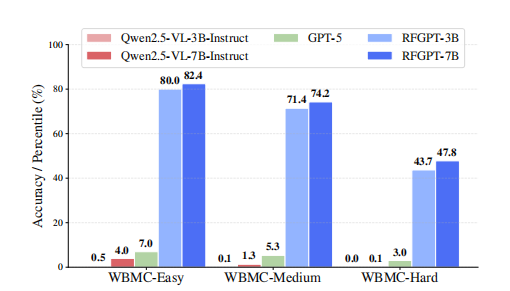 Qwen2.5-VL-3B-Instruct GPT-5 RFGPT-3B
Qwen2.5-VL-7B-Instruct RFGPT-7B
Accuracy / Percentile (%)
100
80
60
40
20
0
0.5 4.0 7.0 80.0 82.4
0.1 1.3 5.3 71.4 74.2
0.0 0.1 3.0 43.7 47.8
WBMC-Easy WBMC-Medium WBMC-Hard